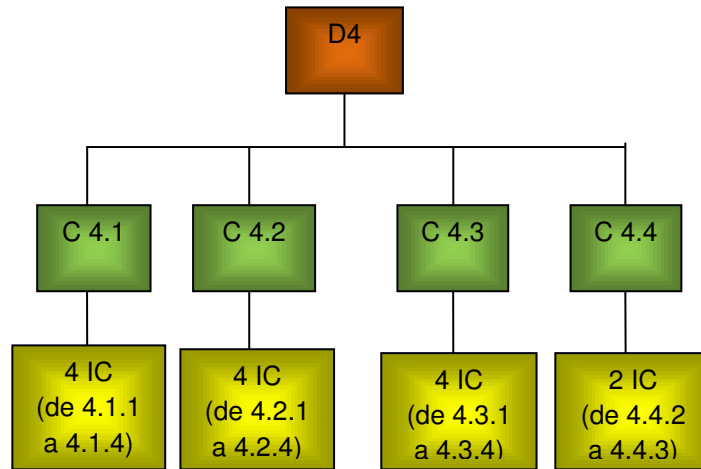 D4
C 4.1
C 4.2
C 4.3
C 4.4
4 IC
(de 4.1.1
a 4.1.4)
4 IC
(de 4.2.1
a 4.2.4)
4 IC
(de 4.3.1
a 4.3.4)
2 IC
(de 4.4.2
a 4.4.3)